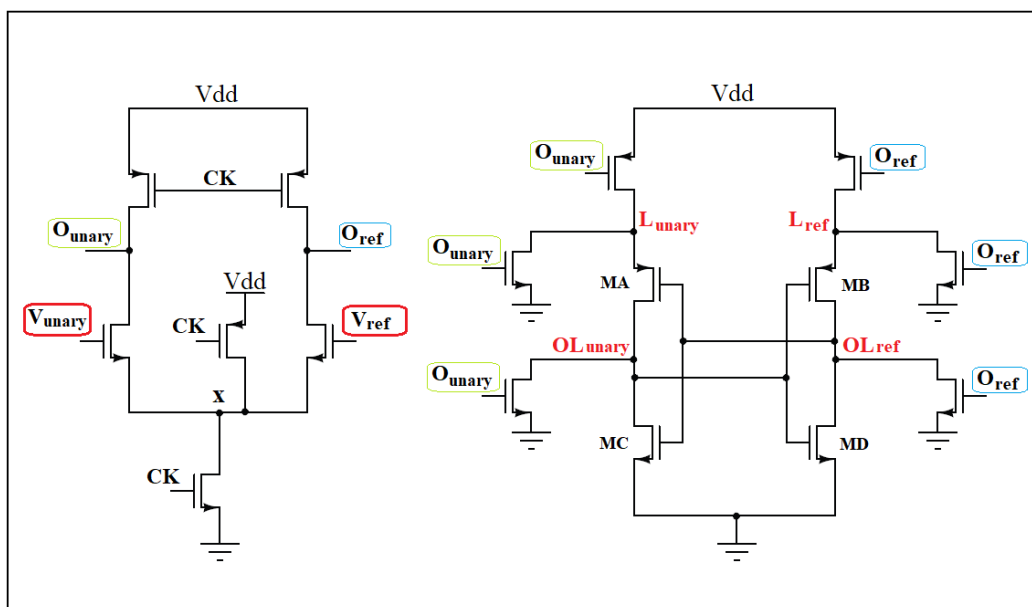 Vdd
CK
Ounary
Oref
Vdd
Vunary
CK
Vref
x
CK
Vdd
Ounary
Oref
Lunary
Lref
Ounary
Oref
MA
MB
OLunary
OLref
Ounary
Oref
MC
MD